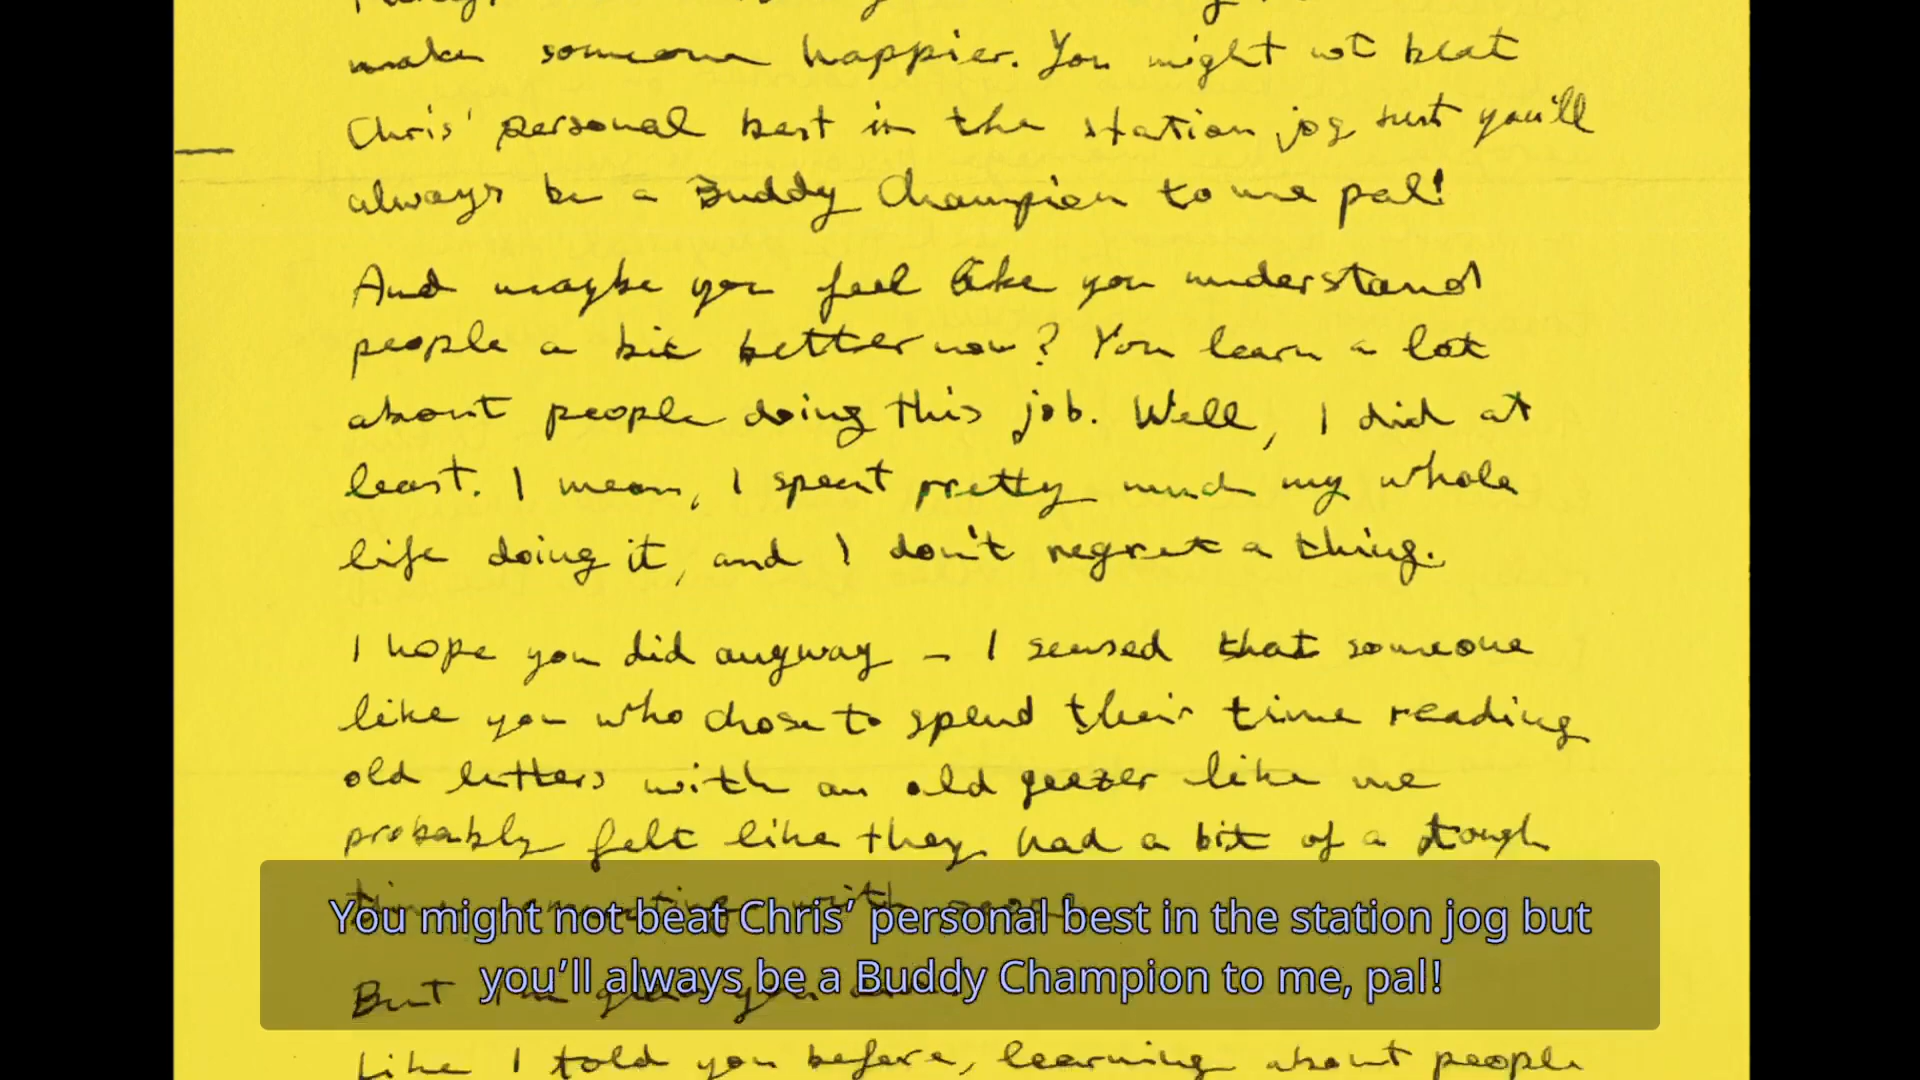 make someone happier. You might not beat
Chris' personal best in the station jog but you'll
always be a Buddy Champion to me pal!
And maybe you feel like you understand
people a bit better now? You learn a lot
about people doing this job. Well, I did at
least. I mean, I spent pretty much my whole
life doing it, and I don't regret a thing.
I hope you did anyway – I sensed that someone
like you who chose to spend their time reading
old letters with an old geezer like me
probably felt like they had a bit of a tough
time with
You might not beat Chris’ personal best in the station jog but
you’ll always be a Buddy Champion to me, pal!
But I'm glad you
Like I told you before, learning about people